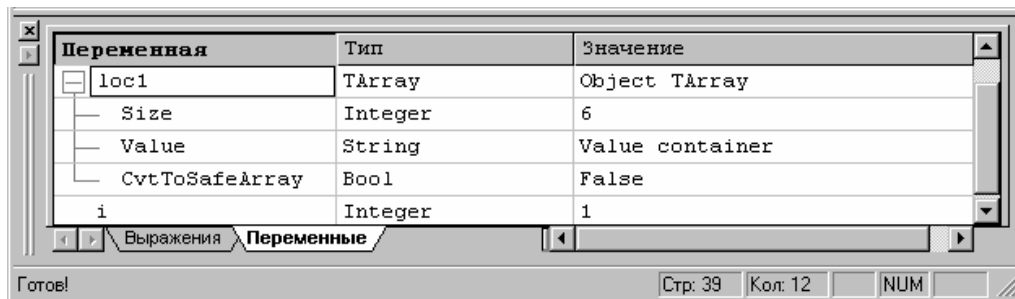 Переменная Тип Значение
loc1 TArray Object TArray
Size Integer 6
Value String Value container
CvtToSafeArray Bool False
i Integer 1
Выражения Переменные
Готов! Стр: 39 Кол: 12 NUM